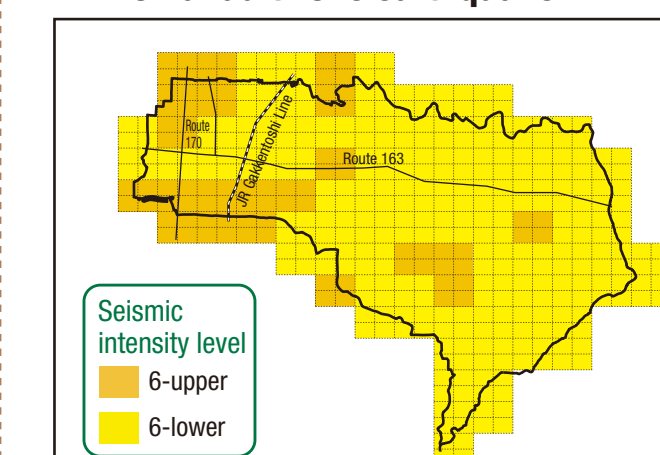 Route
170
JR Gakkentoshi Line
Route 163
Seismic
intensity level
6-upper
6-lower